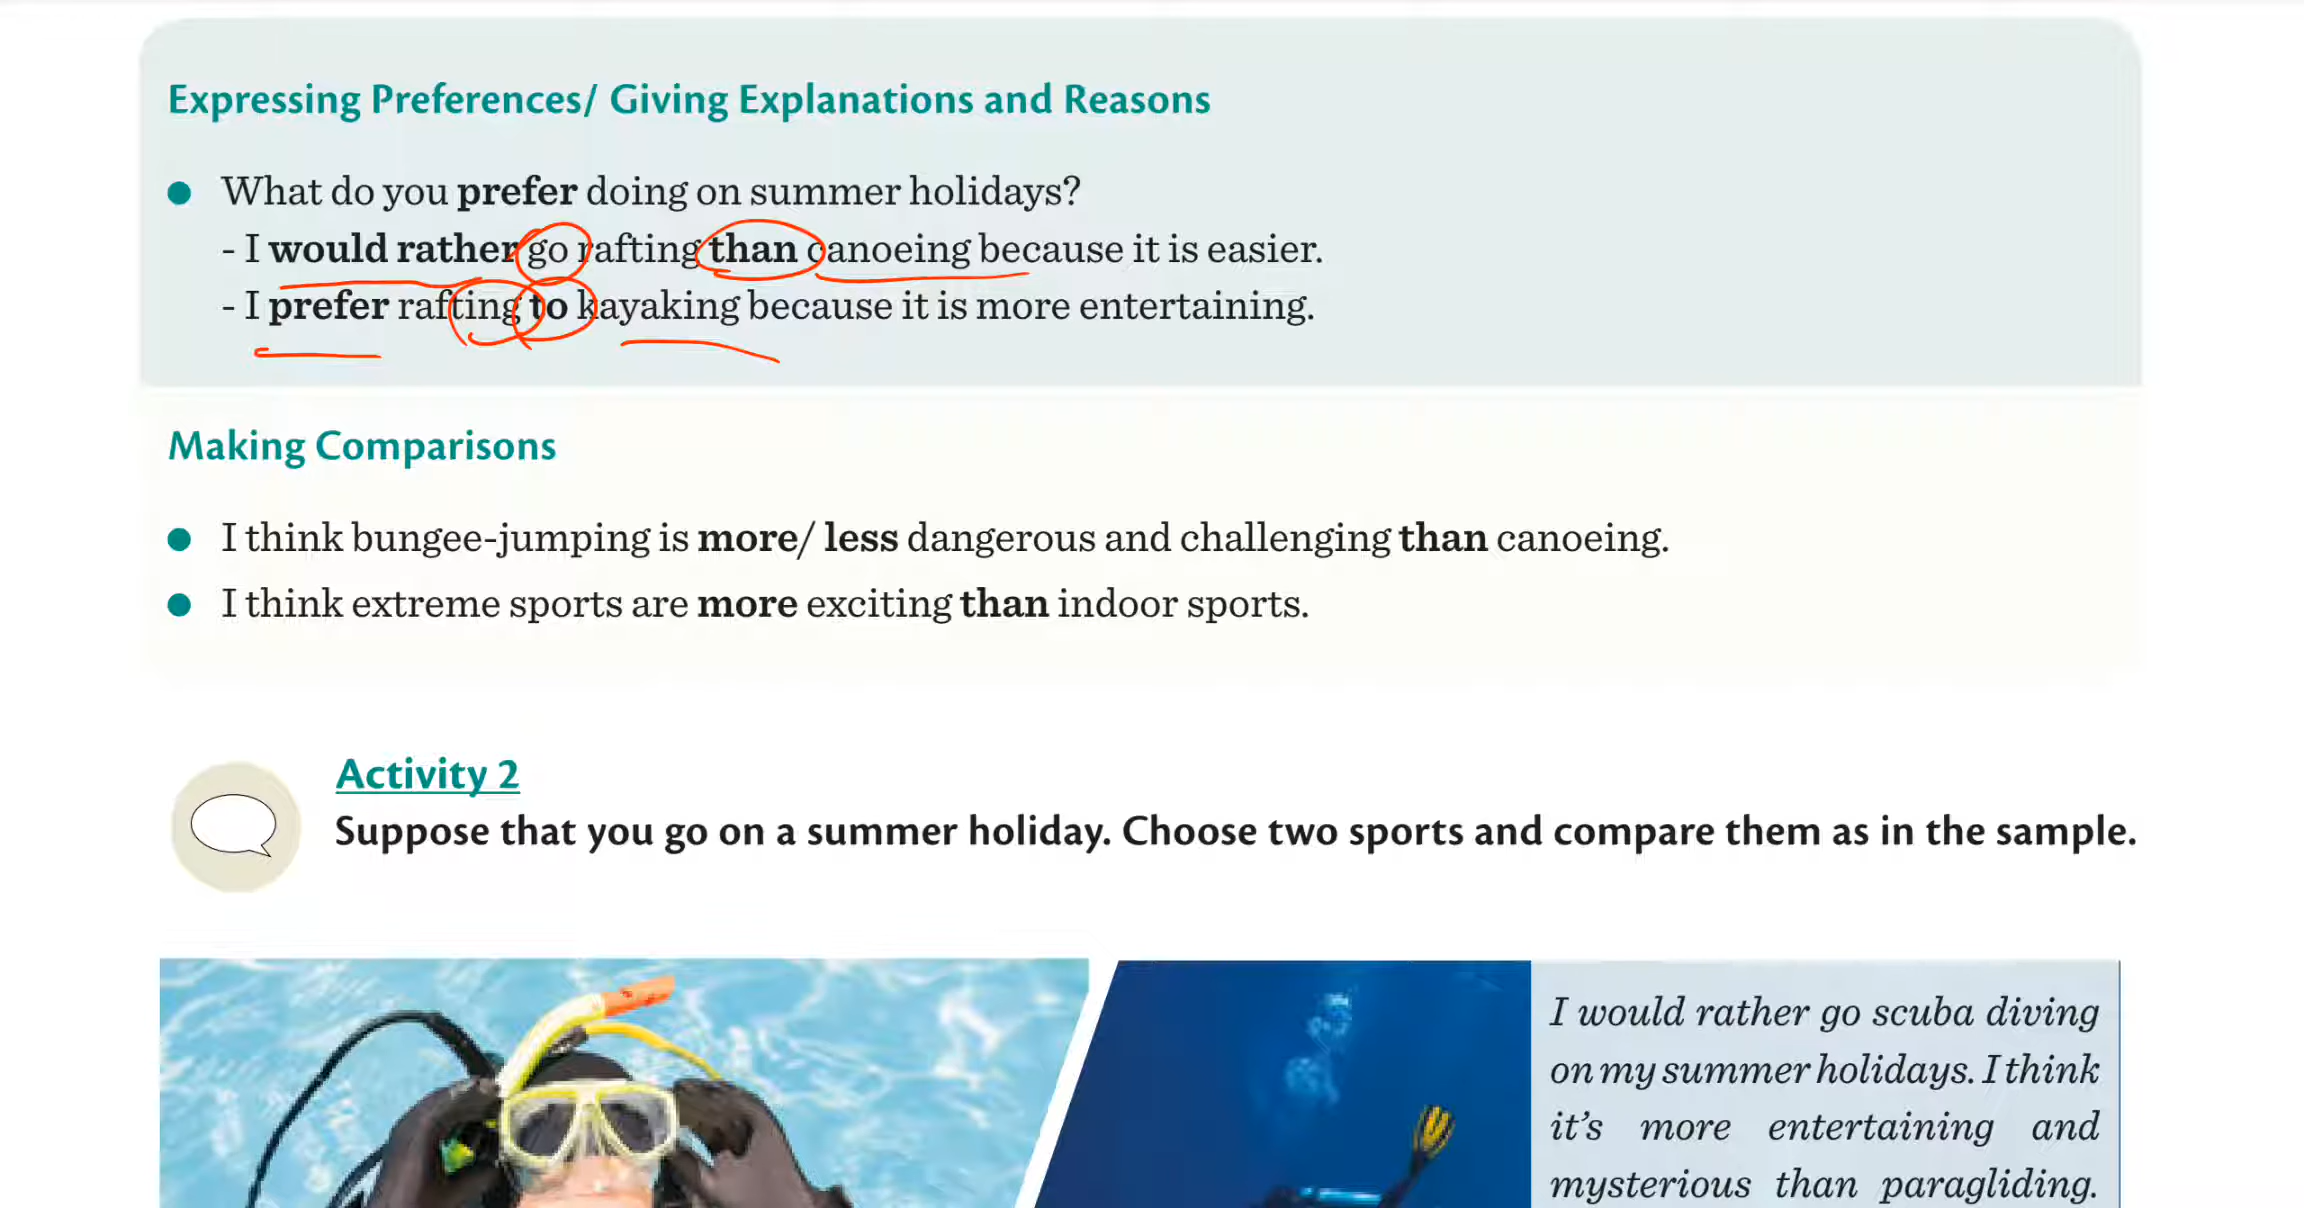 Expressing Preferences/ Giving Explanations and Reasons
What do you prefer doing on summer holidays?
- I would rather go rafting than canoeing because it is easier.
- I prefer rafting to kayaking because it is more entertaining.
Making Comparisons
I think bungee-jumping is more/ less dangerous and challenging than canoeing.
I think extreme sports are more exciting than indoor sports.
Activity 2
Suppose that you go on a summer holiday. Choose two sports and compare them as in the sample.
I would rather go scuba diving
on my summer holidays. I think
it’s more entertaining and
mysterious than paragliding.